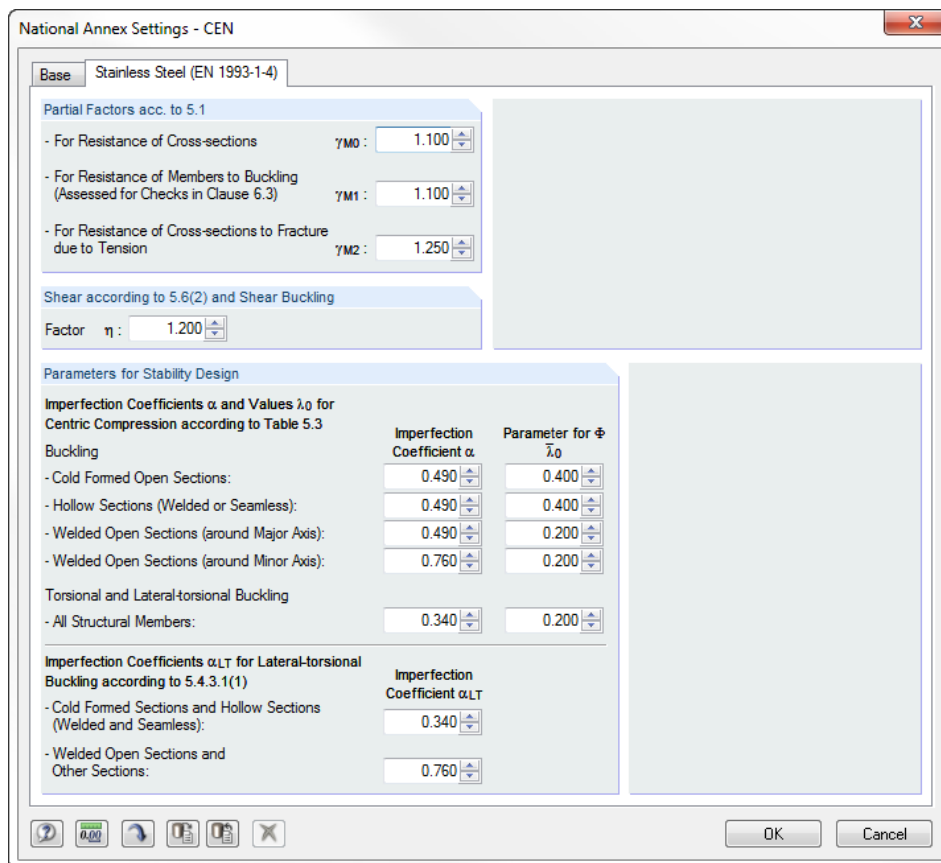 National Annex Settings - CEN
Base
Stainless Steel (EN 1993-1-4)
Partial Factors acc. to 5.1
- For Resistance of Cross-sections γM0 : 1.100
- For Resistance of Members to Buckling
(Assessed for Checks in Clause 6.3) γM1 : 1.100
- For Resistance of Cross-sections to Fracture
due to Tension γM2 : 1.250
Shear according to 5.6(2) and Shear Buckling
Factor η : 1.200
Parameters for Stability Design
Imperfection Coefficients α and Values λ0 for
Centric Compression according to Table 5.3
Imperfection
Coefficient α
Parameter for Φ
λ̅0
Buckling
- Cold Formed Open Sections: 0.490 0.400
- Hollow Sections (Welded or Seamless): 0.490 0.400
- Welded Open Sections (around Major Axis): 0.490 0.200
- Welded Open Sections (around Minor Axis): 0.760 0.200
Torsional and Lateral-torsional Buckling
- All Structural Members: 0.340 0.200
Imperfection Coefficients αLT for Lateral-torsional
Buckling according to 5.4.3.1(1)
Imperfection
Coefficient αLT
- Cold Formed Sections and Hollow Sections
(Welded and Seamless): 0.340
- Welded Open Sections and
Other Sections: 0.760
0.00
OK
Cancel